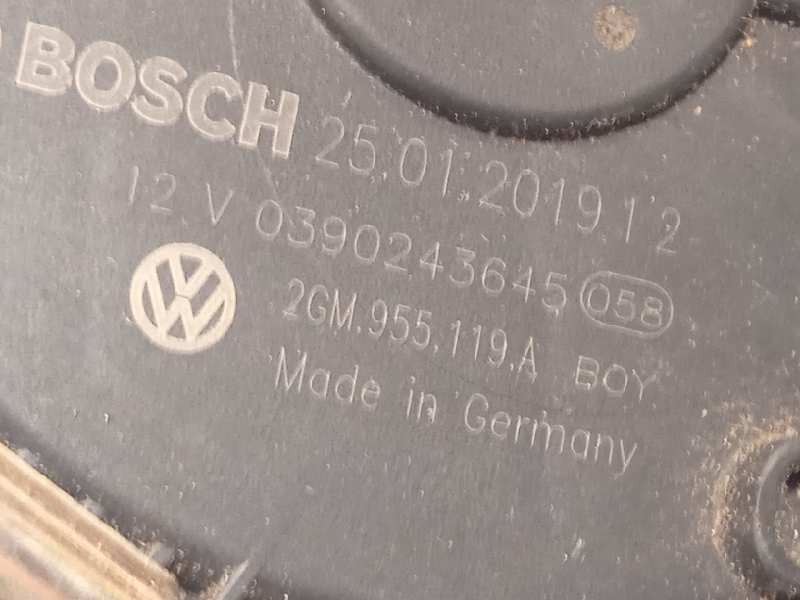 BOSCH 25.01.2019 12
12 V 0390243645 058
2GM.955.119.A BOY
Made in Germany